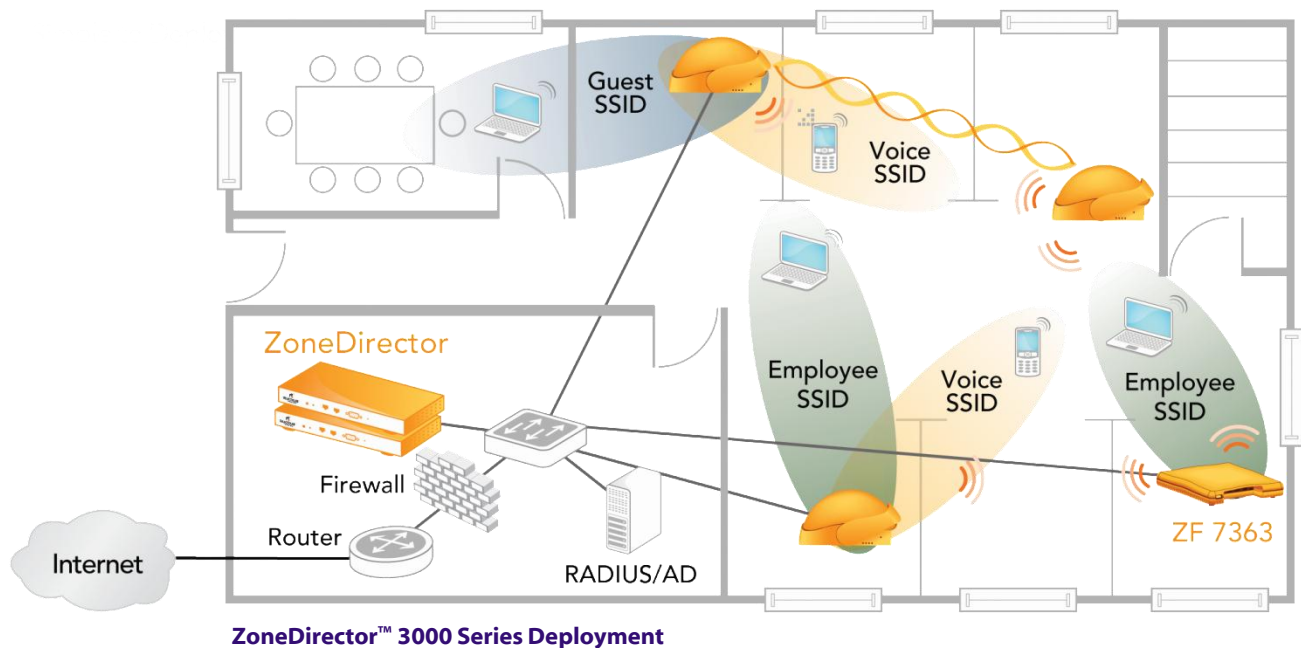 Guest
SSID
Voice
SSID
ZoneDirector
Employee
SSID
Voice
SSID
Employee
SSID
Firewall
Router
Internet
RADIUS/AD
ZF 7363
ZoneDirector™ 3000 Series Deployment